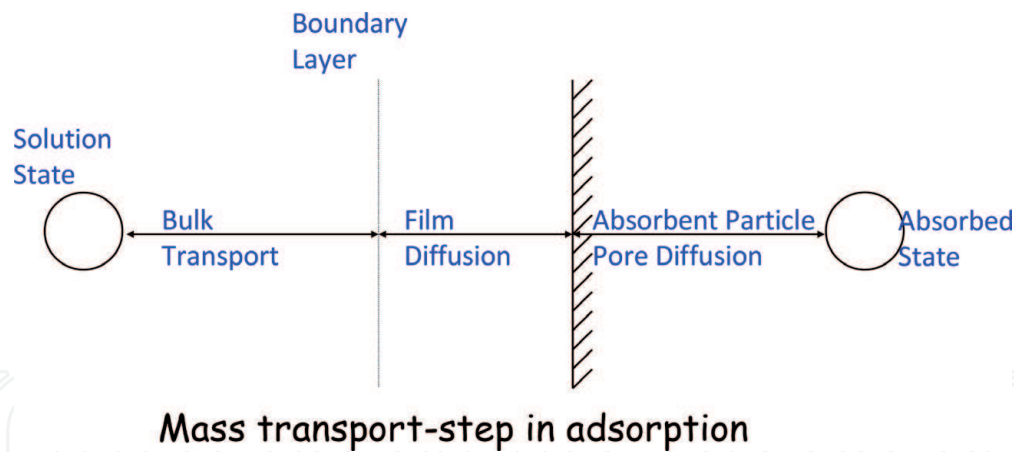 Boundary
Layer
Solution
State
Bulk
Transport
Film
Diffusion
Absorbent Particle
Pore Diffusion
Absorbed
State
Mass transport-step in adsorption